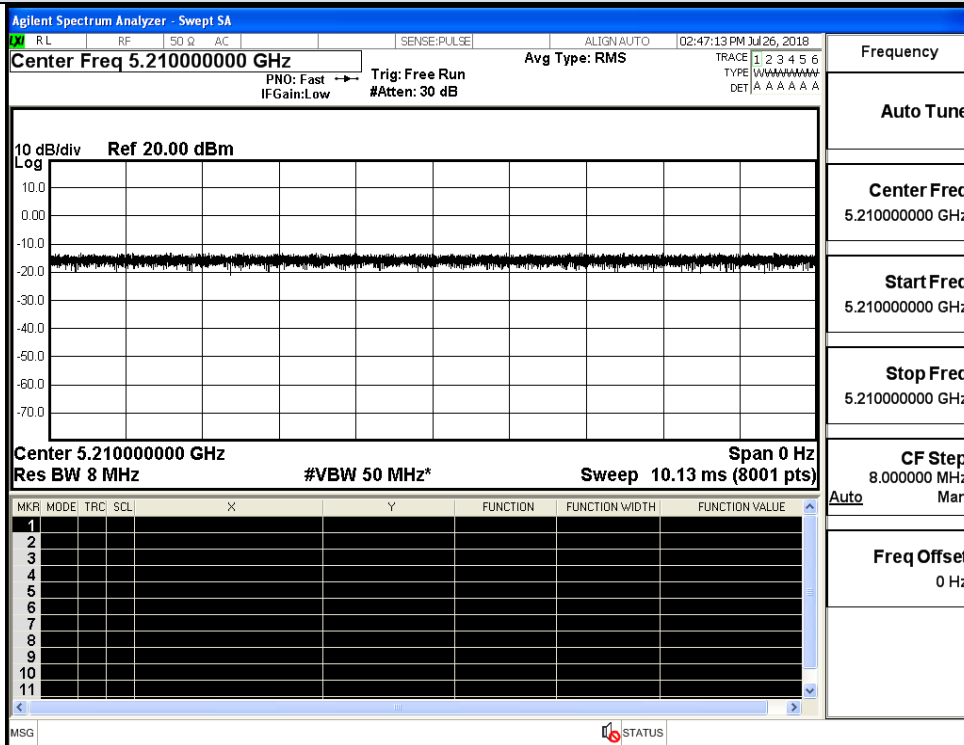 Agilent Spectrum Analyzer - Swept SA
LXI RL RF 50 Ω AC SENSE:PULSE ALIGN AUTO 02:47:13 PM Jul 26, 2018
Center Freq 5.210000000 GHz
Avg Type: RMS
TRACE 1 2 3 4 5 6
PNO: Fast Trig: Free Run
TYPE WWWWWW
IFGain:Low #Atten: 30 dB
DET A A A A A A
10 dB/div Ref 20.00 dBm
Log
10.0
0.00
-10.0
-20.0
-30.0
-40.0
-50.0
-60.0
-70.0
Center 5.210000000 GHz Span 0 Hz
Res BW 8 MHz #VBW 50 MHz* Sweep 10.13 ms (8001 pts)
MKR MODE TRC SCL X Y FUNCTION FUNCTION WIDTH FUNCTION VALUE
1
2
3
4
5
6
7
8
9
10
11
MSG STATUS
Frequency
Auto Tune
Center Freq
5.210000000 GHz
Start Freq
5.210000000 GHz
Stop Freq
5.210000000 GHz
CF Step
8.000000 MHz
Auto Man
Freq Offset
0 Hz